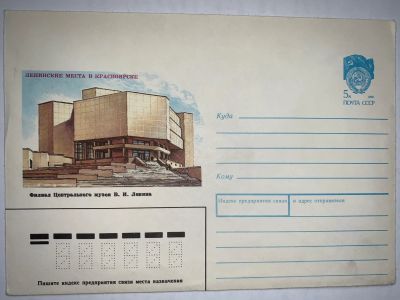 ЛЕНИНСКИЕ МЕСТА В КРАСНОЯРСКЕ
Филиал Центрального музея В. И. Ленина
5к
ПОЧТА СССР
Куда
Кому
Индекс предприятия связи и адрес отправителя
Пишите индекс предприятия связи места назначения